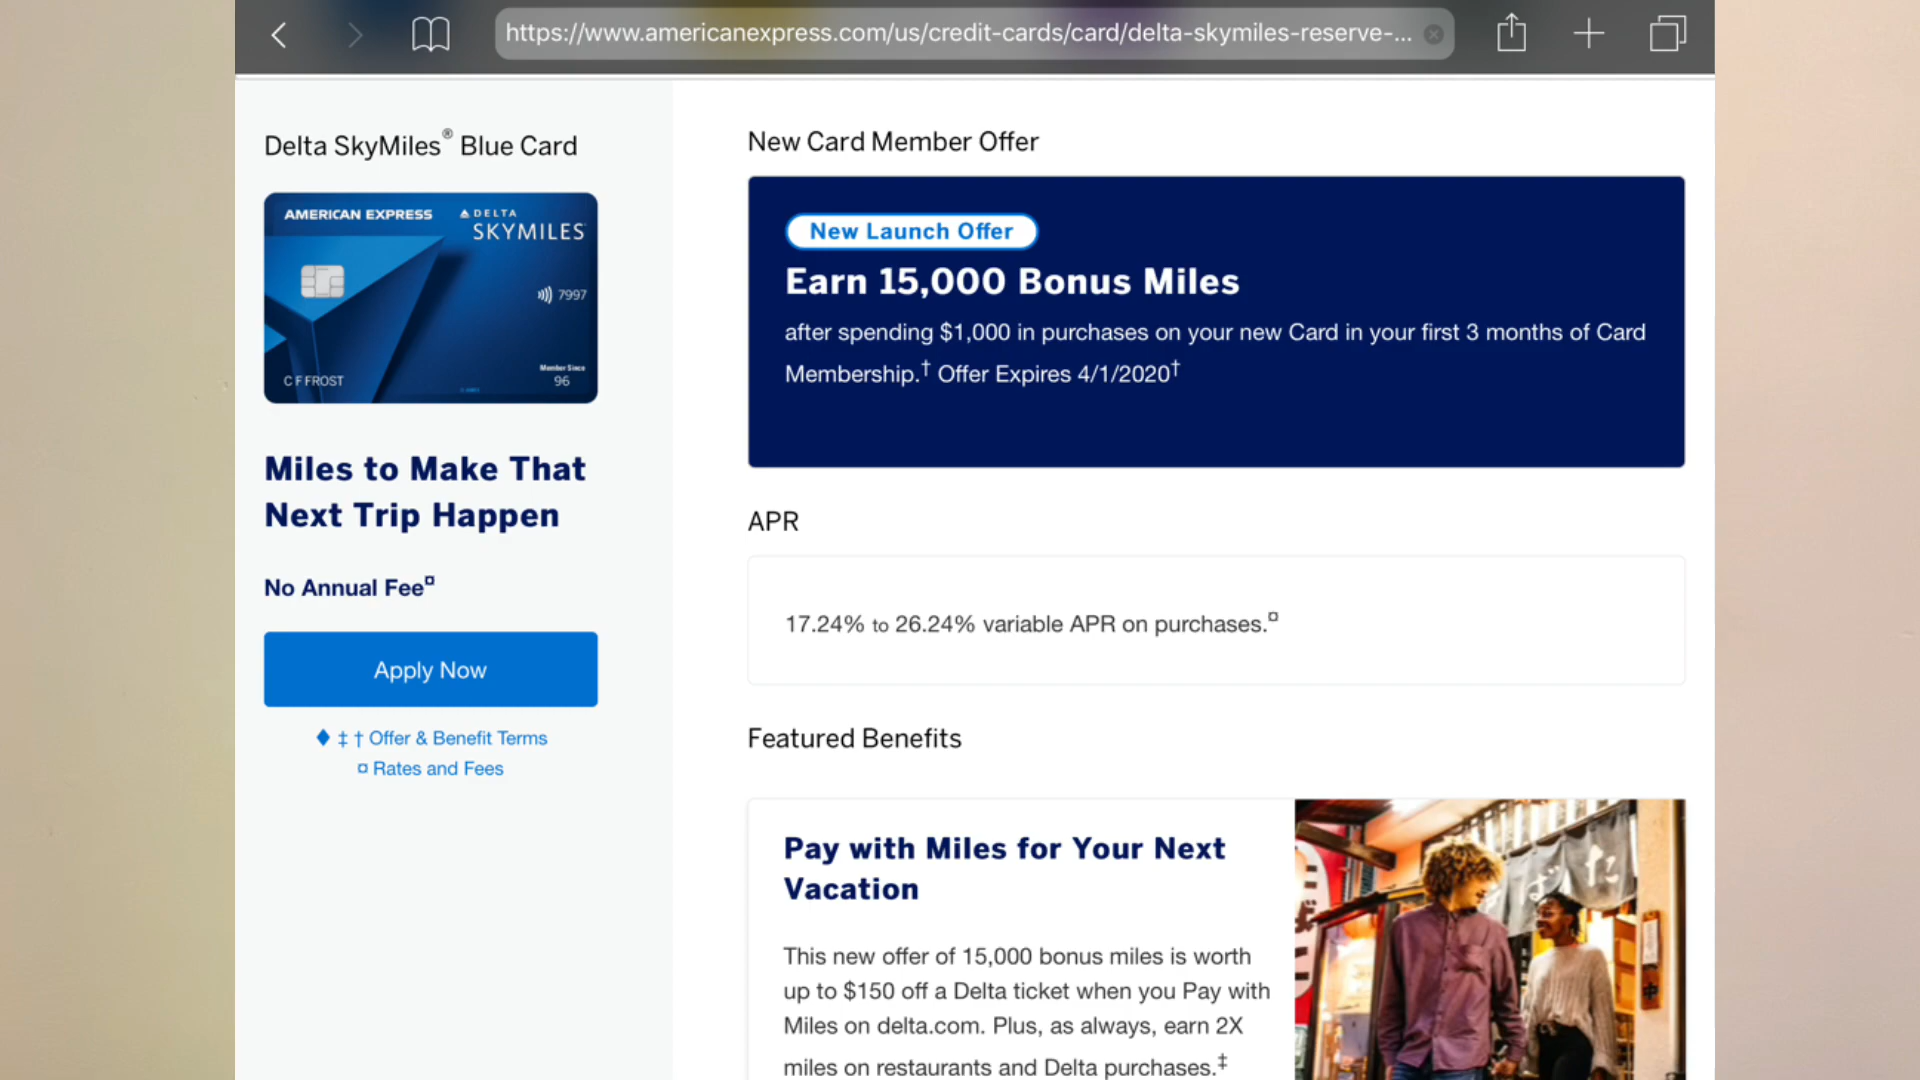 https://www.americanexpress.com/us/credit-cards/card/delta-skymiles-reserve-...
Delta SkyMiles® Blue Card
AMERICAN EXPRESS
DELTA
SKYMILES
7997
Member Since
96
C F FROST
Miles to Make That
Next Trip Happen
No Annual Fee¤
Apply Now
♦ ‡ † Offer & Benefit Terms
¤ Rates and Fees
New Card Member Offer
New Launch Offer
Earn 15,000 Bonus Miles
after spending $1,000 in purchases on your new Card in your first 3 months of Card
Membership.† Offer Expires 4/1/2020†
APR
17.24% to 26.24% variable APR on purchases.¤
Featured Benefits
Pay with Miles for Your Next
Vacation
This new offer of 15,000 bonus miles is worth
up to $150 off a Delta ticket when you Pay with
Miles on delta.com. Plus, as always, earn 2X
miles on restaurants and Delta purchases.‡